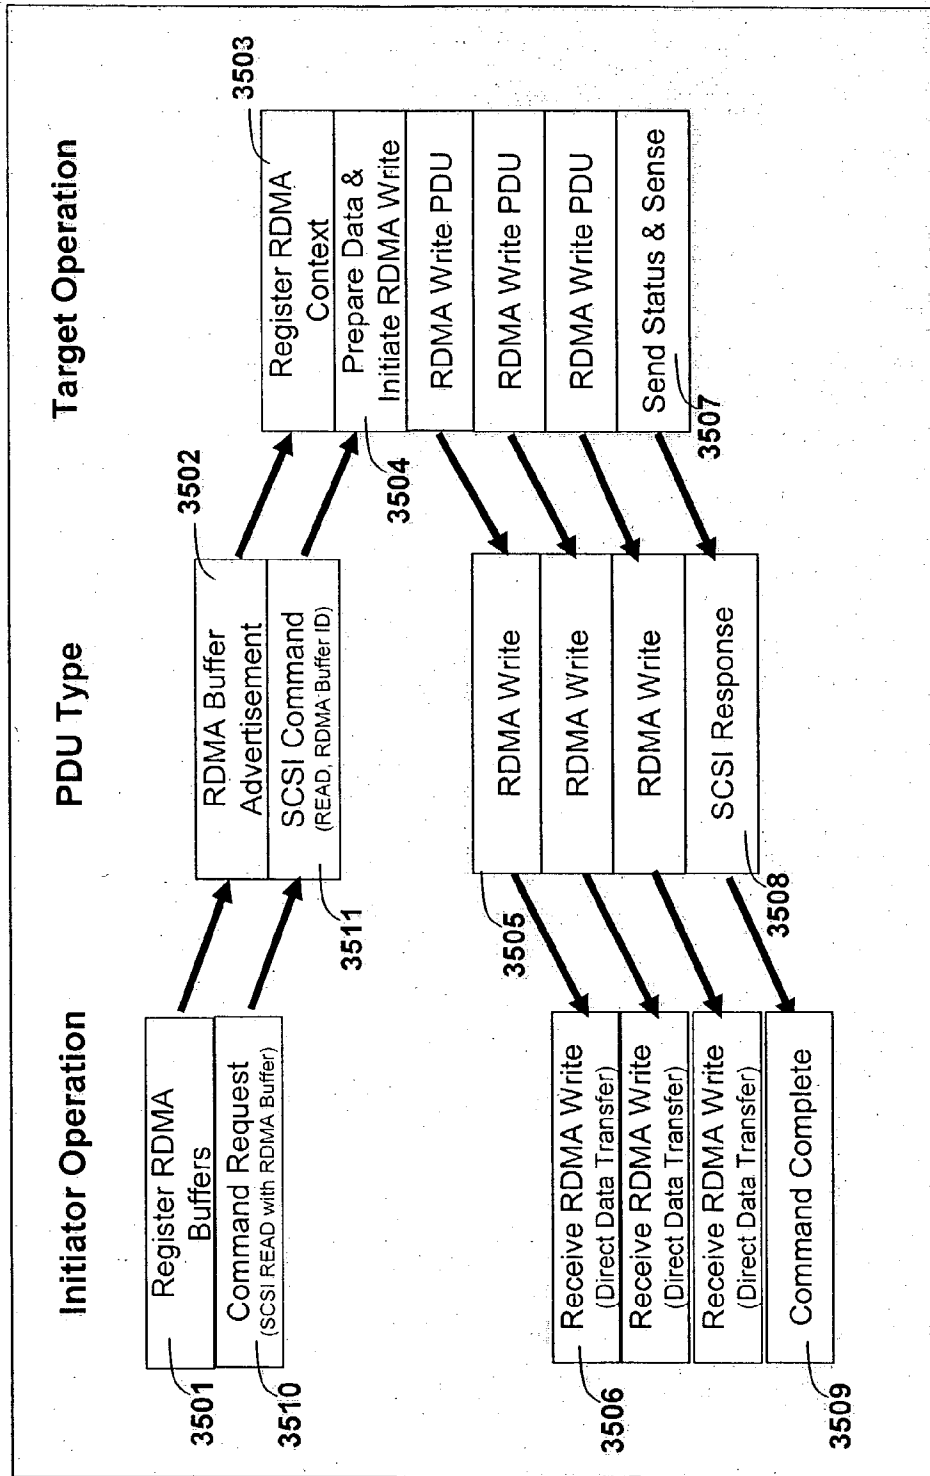 Initiator Operation
PDU Type
Target Operation
3501
Register RDMA
Buffers
3510
Command Request
(SCSI READ with RDMA Buffer)
3502
RDMA Buffer
Advertisement
3511
SCSI Command
(READ, RDMA Buffer ID)
3503
Register RDMA
Context
3504
Prepare Data &
Initiate RDMA Write
RDMA Write PDU
RDMA Write PDU
RDMA Write PDU
Send Status & Sense
3507
3505
RDMA Write
RDMA Write
RDMA Write
SCSI Response
3508
3506
Receive RDMA Write
(Direct Data Transfer)
Receive RDMA Write
(Direct Data Transfer)
Receive RDMA Write
(Direct Data Transfer)
Command Complete
3509